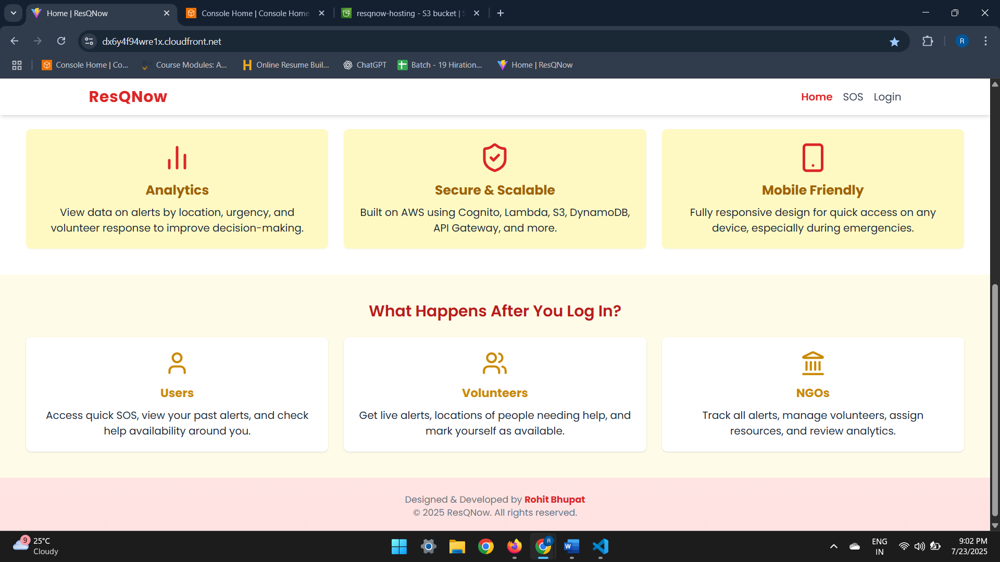 Home | ResQNow
Console Home | Console Home
resqnow-hosting - S3 bucket | S
dx6y4f94wre1x.cloudfront.net
R
Console Home | Co...
Course Modules: A...
Online Resume Buil...
ChatGPT
Batch - 19 Hiration...
Home | ResQNow
ResQNow
Home
SOS
Login
Analytics
View data on alerts by location, urgency, and
volunteer response to improve decision-making.
Secure & Scalable
Built on AWS using Cognito, Lambda, S3, DynamoDB,
API Gateway, and more.
Mobile Friendly
Fully responsive design for quick access on any
device, especially during emergencies.
What Happens After You Log In?
Users
Access quick SOS, view your past alerts, and check
help availability around you.
Volunteers
Get live alerts, locations of people needing help, and
mark yourself as available.
NGOs
Track all alerts, manage volunteers, assign
resources, and review analytics.
Designed & Developed by Rohit Bhupat
© 2025 ResQNow. All rights reserved.
9
25°C
Cloudy
R
W
ENG
IN
9:02 PM
7/23/2025